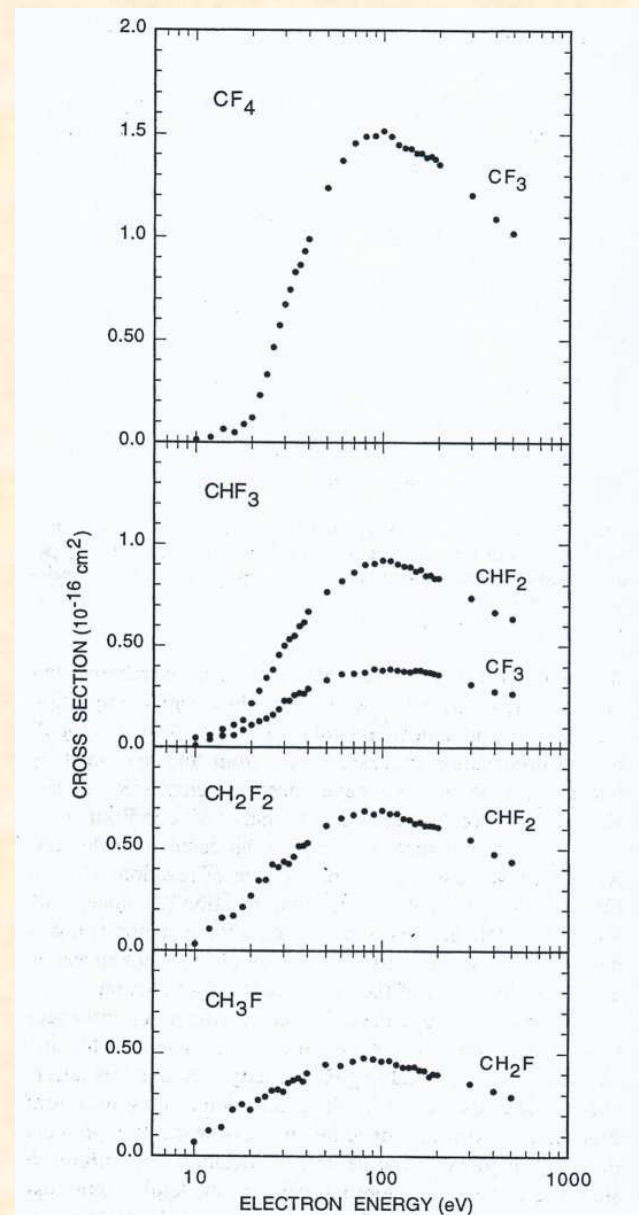 2.0
CF4
1.5
CF3
1.0
0.50
0.0
CHF3
1.0
CHF2
0.50
CF3
0.0
CH2F2
CHF2
0.50
0.0
CH3F
0.50
CH2F
0.0
10
100
1000
CROSS SECTION (10-16 cm2)
ELECTRON ENERGY (eV)